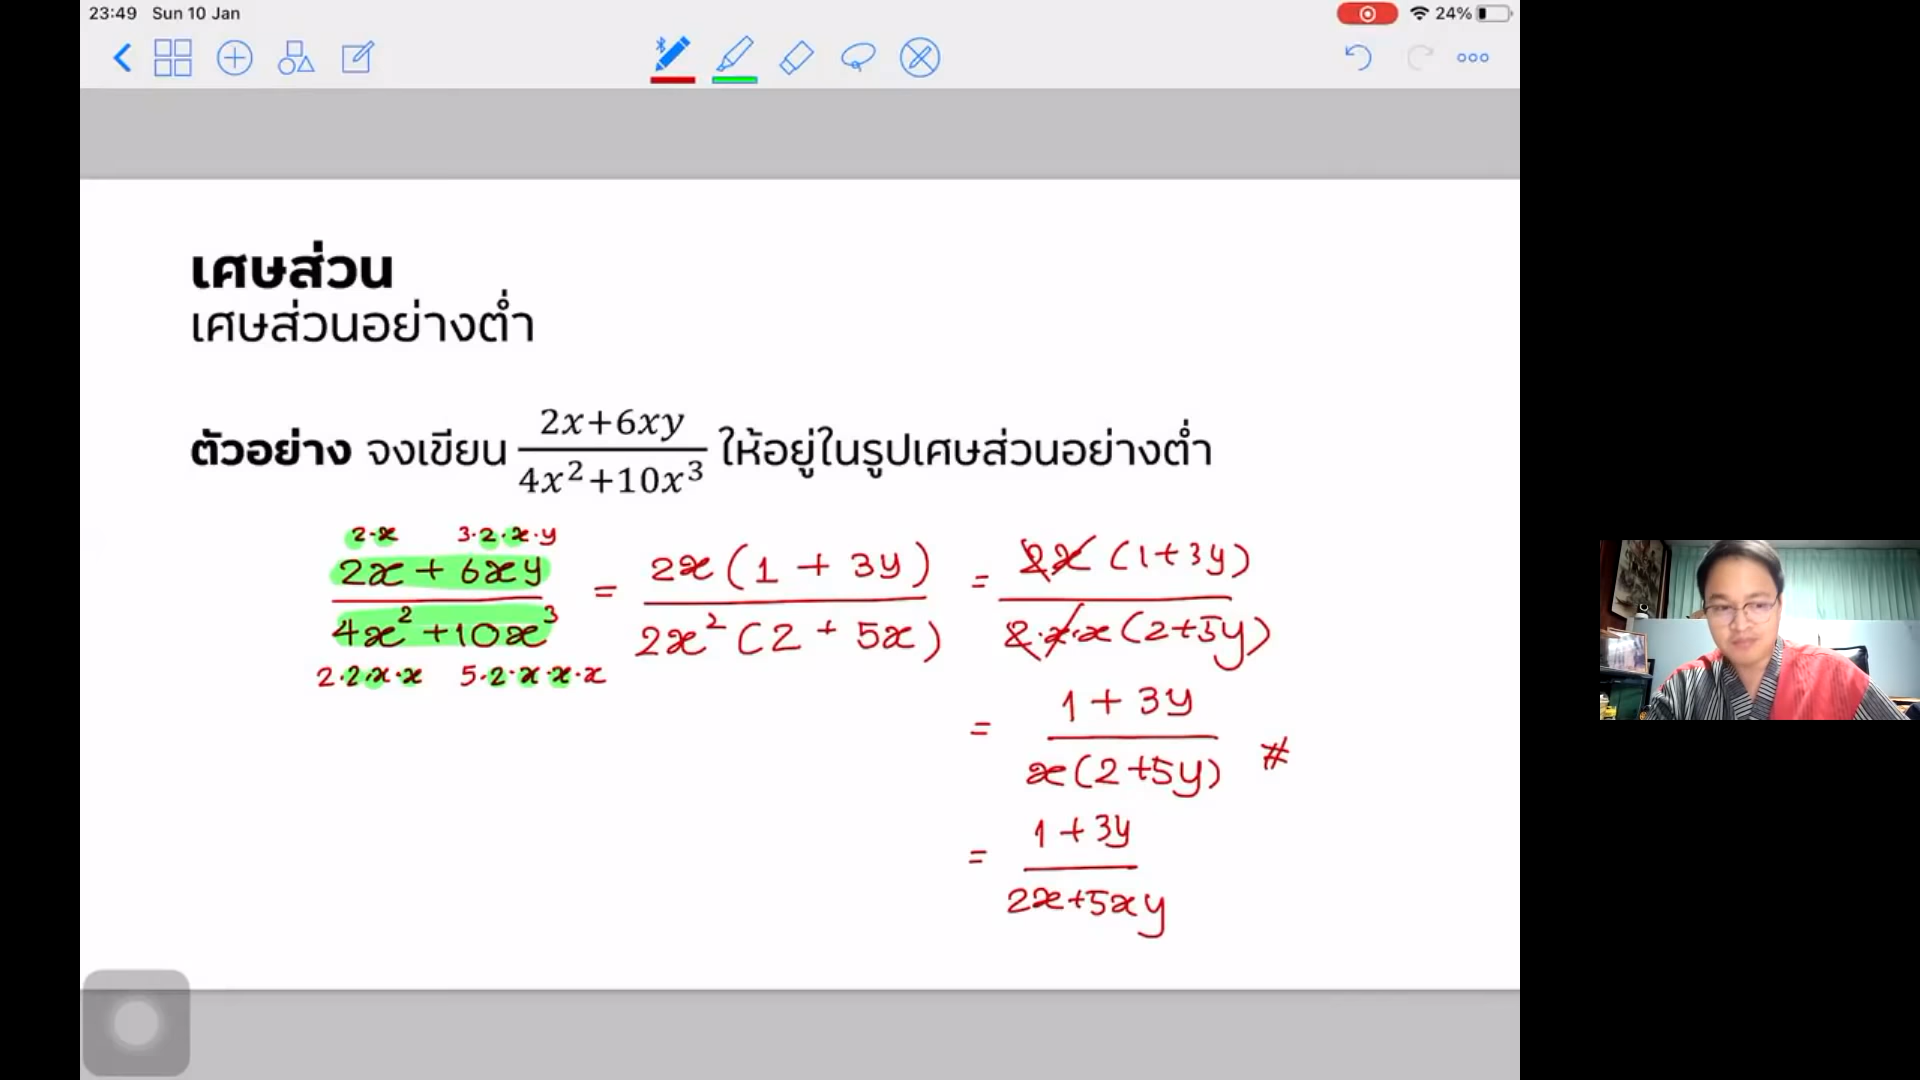 23:49 Sun 10 Jan
24%
เศษส่วน
เศษส่วนอย่างต่ำ
ตัวอย่าง จงเขียน (2x+6xy)/(4x²+10x³) ให้อยู่ในรูปเศษส่วนอย่างต่ำ
2·x 3·2·x·y
2x + 6xy
4x² + 10x³
2·2·x·x 5·2·x·x·x
= 2x(1 + 3y)
2x²(2 + 5x)
= 2x(1+3y)
2·x·x(2+5y)
= 1 + 3y
x(2+5y) #
= 1+3y
2x+5xy